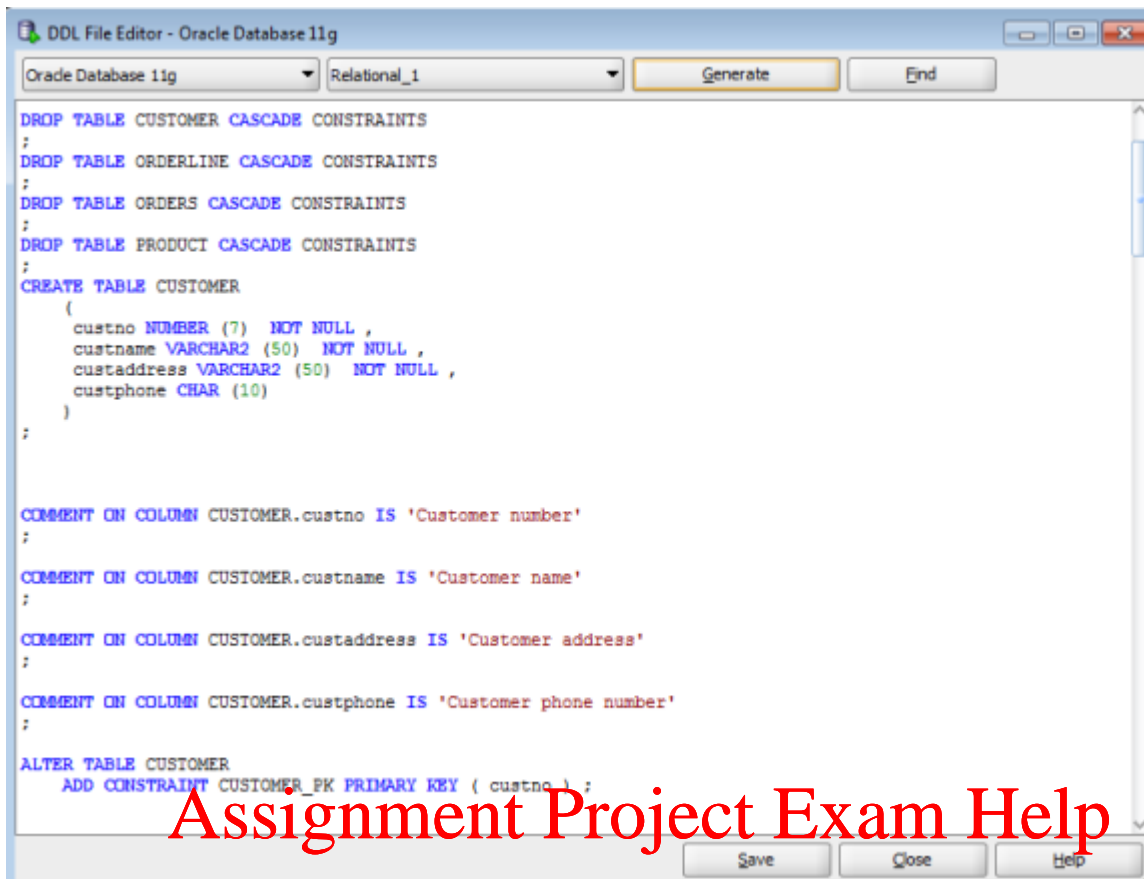 DDL File Editor - Oracle Database 11g
Oracle Database 11g Relational_1 Generate Find
DROP TABLE CUSTOMER CASCADE CONSTRAINTS
;
DROP TABLE ORDERLINE CASCADE CONSTRAINTS
;
DROP TABLE ORDERS CASCADE CONSTRAINTS
;
DROP TABLE PRODUCT CASCADE CONSTRAINTS
;
CREATE TABLE CUSTOMER
(
custno NUMBER (7) NOT NULL ,
custname VARCHAR2 (50) NOT NULL ,
custaddress VARCHAR2 (50) NOT NULL ,
custphone CHAR (10)
)
;
COMMENT ON COLUMN CUSTOMER.custno IS 'Customer number'
;
COMMENT ON COLUMN CUSTOMER.custname IS 'Customer name'
;
COMMENT ON COLUMN CUSTOMER.custaddress IS 'Customer address'
;
COMMENT ON COLUMN CUSTOMER.custphone IS 'Customer phone number'
;
ALTER TABLE CUSTOMER
ADD CONSTRAINT CUSTOMER_PK PRIMARY KEY ( custno ) ;
Assignment Project Exam Help
Save Close Help